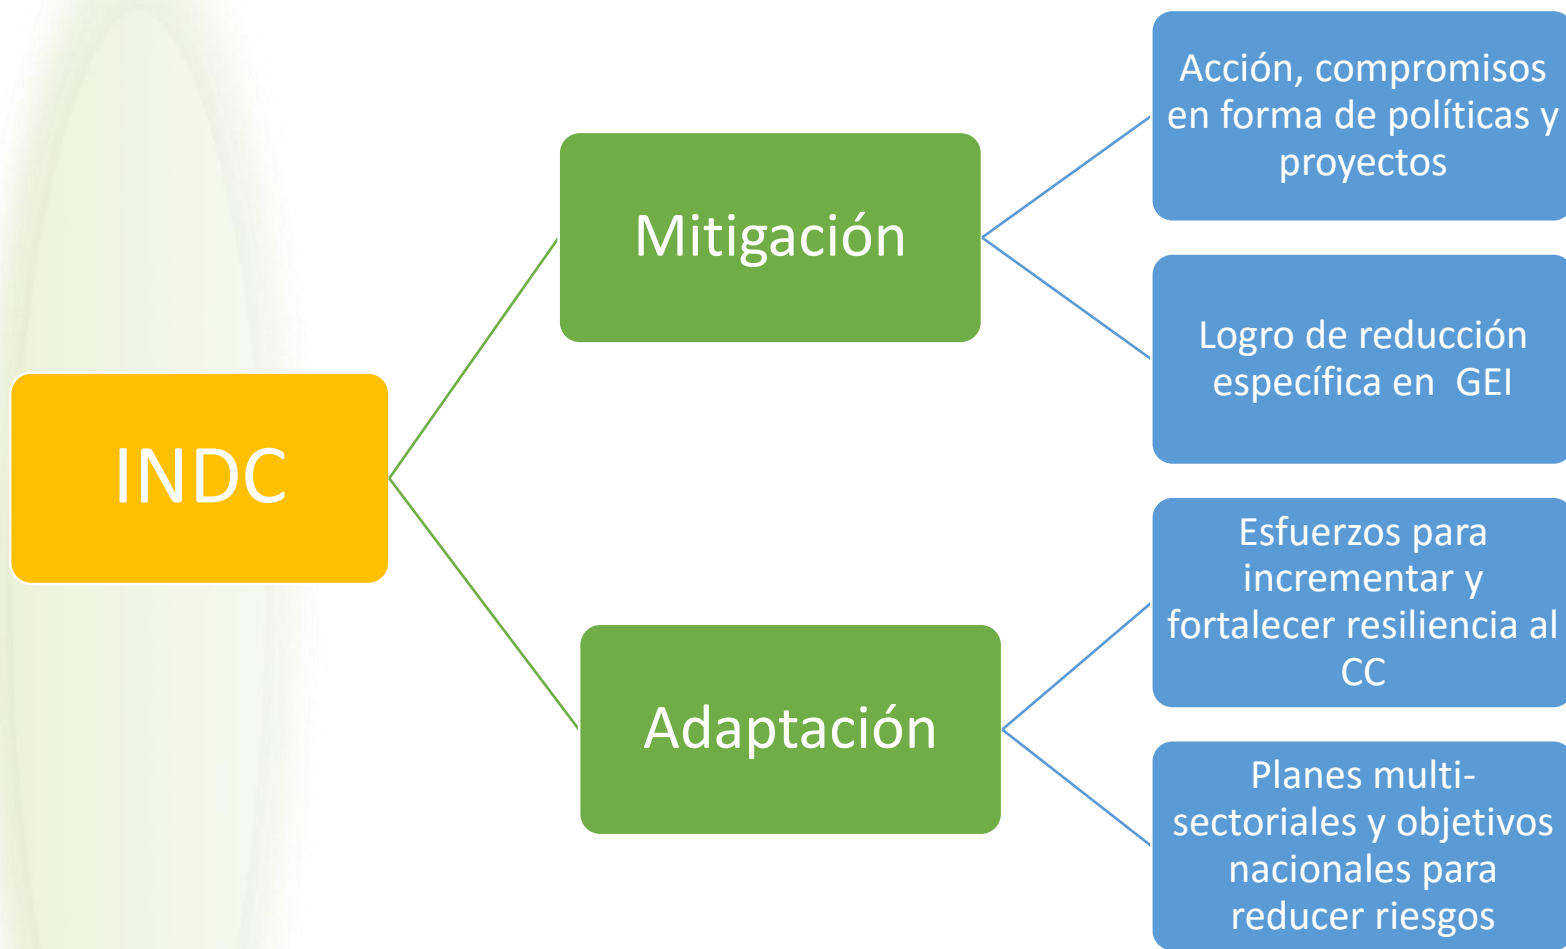 INDC
Mitigación
Acción, compromisos
en forma de políticas y
proyectos
Logro de reducción
específica en  GEI
Adaptación
Esfuerzos para
incrementar y
fortalecer resiliencia al
CC
Planes multi-
sectoriales y objetivos
nacionales para
reducer riesgos